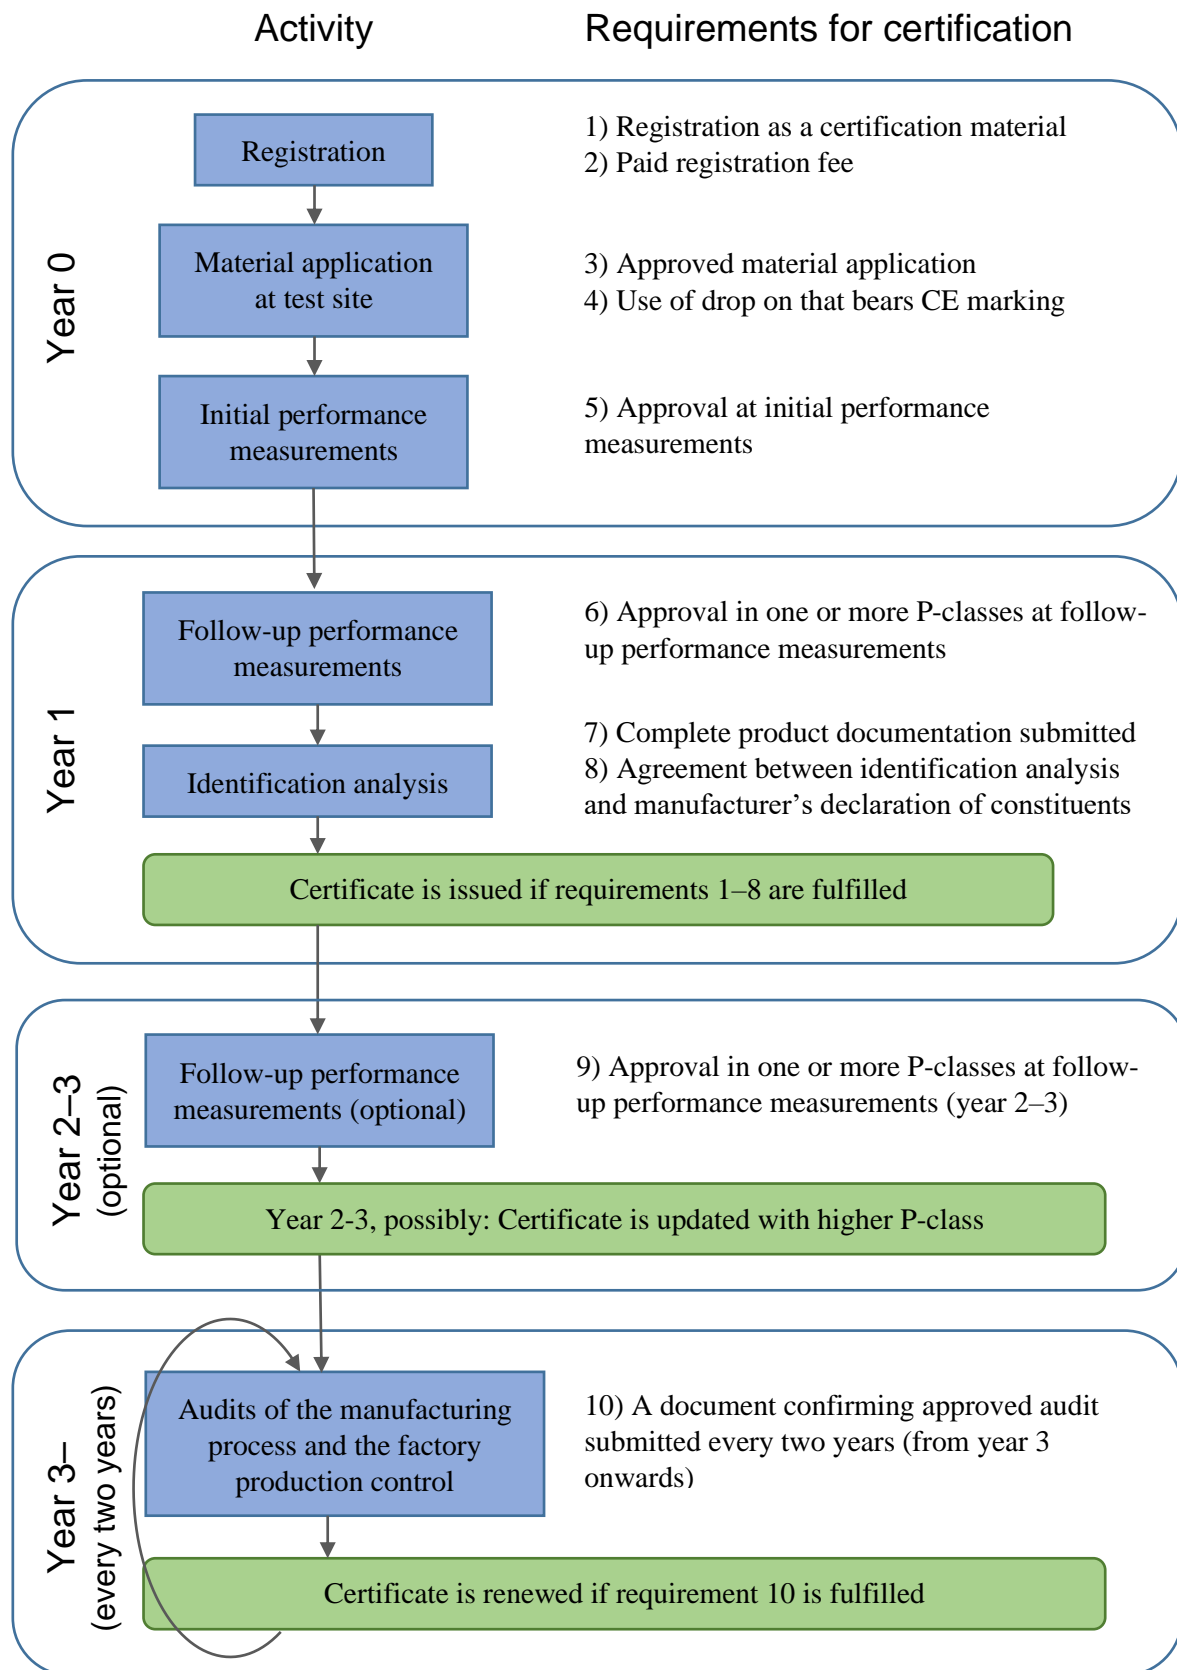 Activity
Requirements for certification
Year 0
Registration
1) Registration as a certification material
2) Paid registration fee
Material application
at test site
3) Approved material application
4) Use of drop on that bears CE marking
Initial performance
measurements
5) Approval at initial performance
measurements
Year 1
Follow-up performance
measurements
6) Approval in one or more P-classes at follow-
up performance measurements
Identification analysis
7) Complete product documentation submitted
8) Agreement between identification analysis
and manufacturer’s declaration of constituents
Certificate is issued if requirements 1–8 are fulfilled
Year 2–3
(optional)
Follow-up performance
measurements (optional)
9) Approval in one or more P-classes at follow-
up performance measurements (year 2–3)
Year 2-3, possibly: Certificate is updated with higher P-class
Year 3–
(every two years)
Audits of the manufacturing
process and the factory
production control
10) A document confirming approved audit
submitted every two years (from year 3
onwards)
Certificate is renewed if requirement 10 is fulfilled